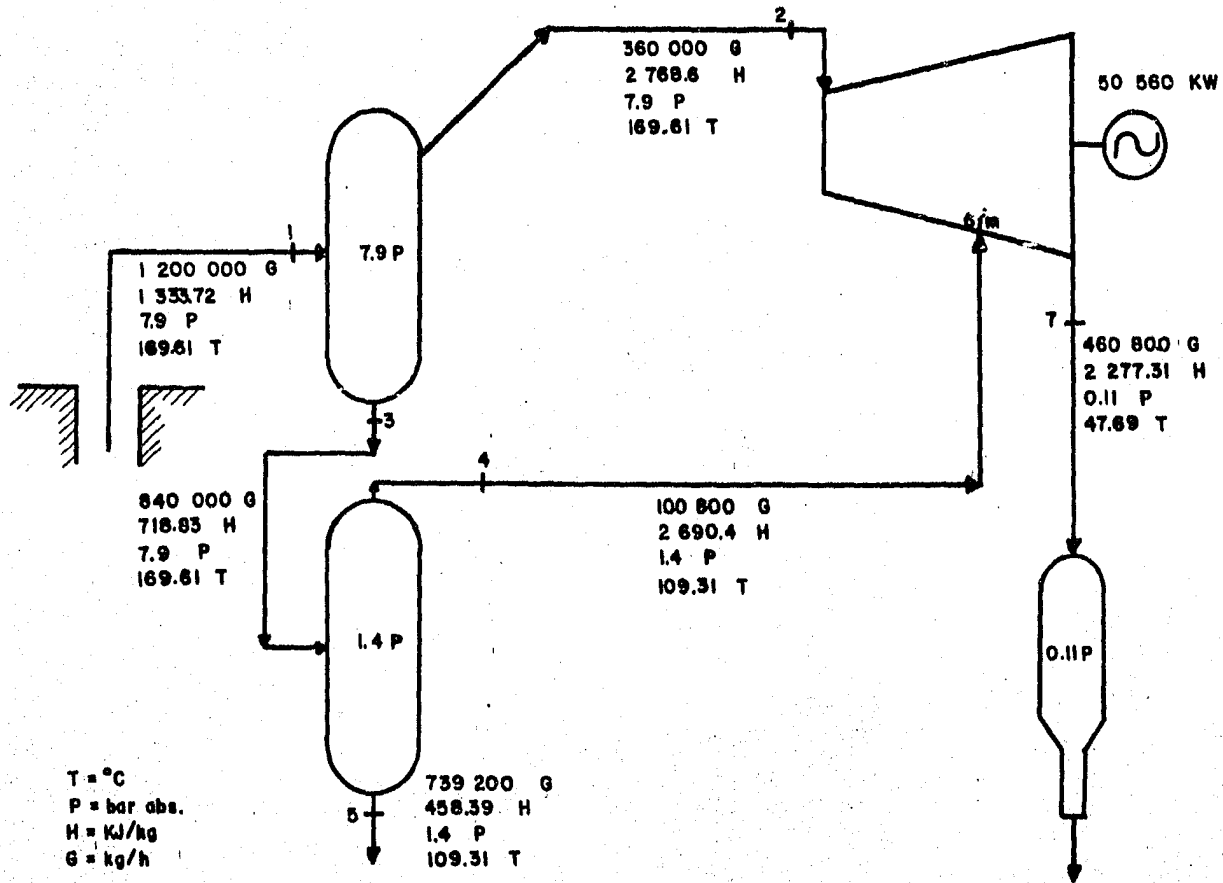 2
360 000 G
2 768.6 H
7.9 P
169.61 T
50 560 KW
1
7.9 P
1 200 000 G
1 333.72 H
7.9 P
169.61 T
7
460 800 G
2 277.31 H
0.11 P
47.69 T
3
4
840 000 G
718.83 H
7.9 P
169.61 T
100 800 G
2 690.4 H
1.4 P
109.31 T
1.4 P
0.11 P
T = °C
P = bar abs.
H = KJ/kg
G = kg/h
5
739 200 G
458.39 H
1.4 P
109.31 T